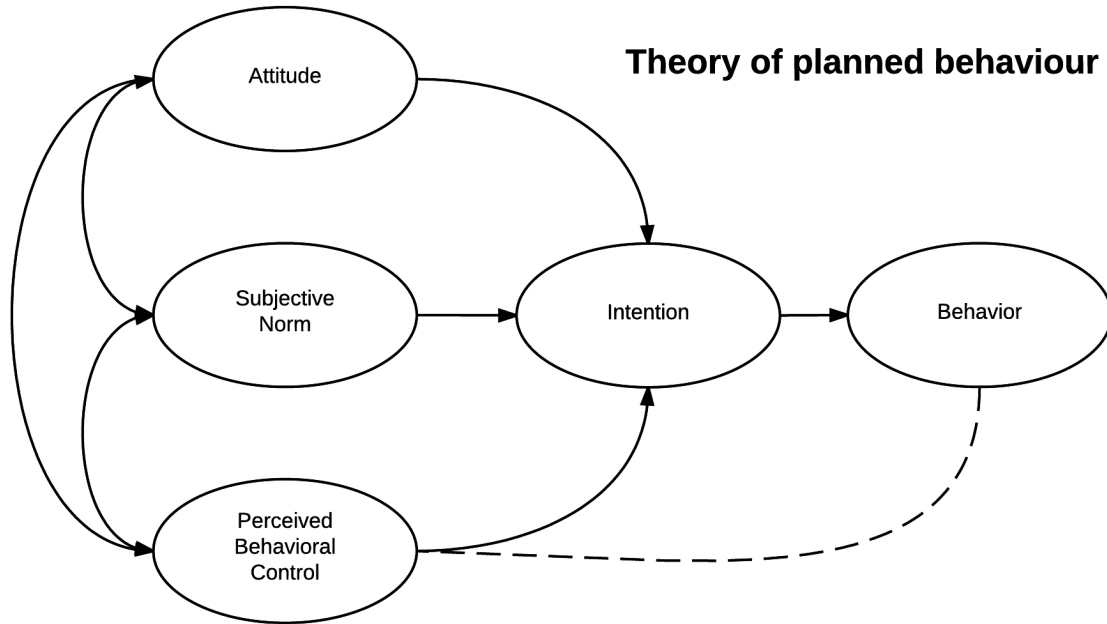 Theory of planned behaviour
Attitude
Subjective
Norm
Intention
Behavior
Perceived
Behavioral
Control